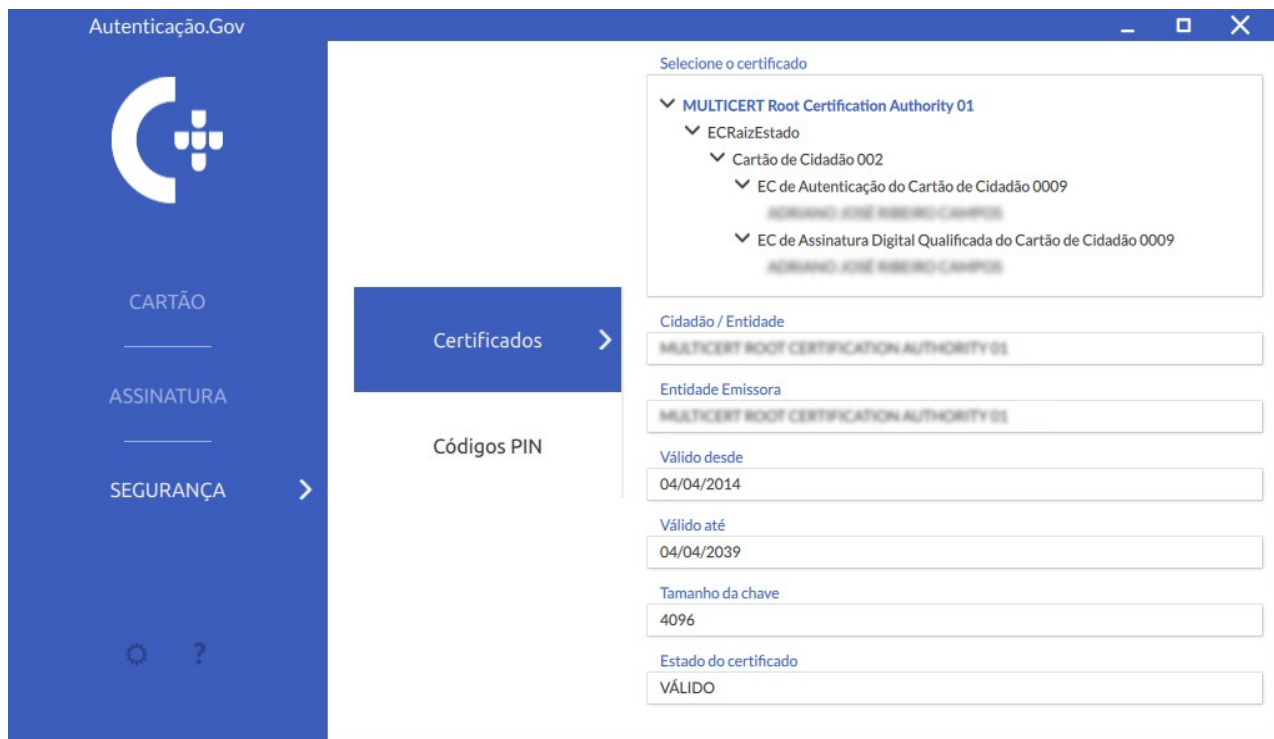 Autenticação.Gov
CARTÃO
ASSINATURA
SEGURANÇA
?
Certificados
Códigos PIN
Selecione o certificado
MULTICERT Root Certification Authority 01
ECRaizEstado
Cartão de Cidadão 002
EC de Autenticação do Cartão de Cidadão 0009
EC de Assinatura Digital Qualificada do Cartão de Cidadão 0009
Cidadão / Entidade
Entidade Emissora
Válido desde
04/04/2014
Válido até
04/04/2039
Tamanho da chave
4096
Estado do certificado
VÁLIDO